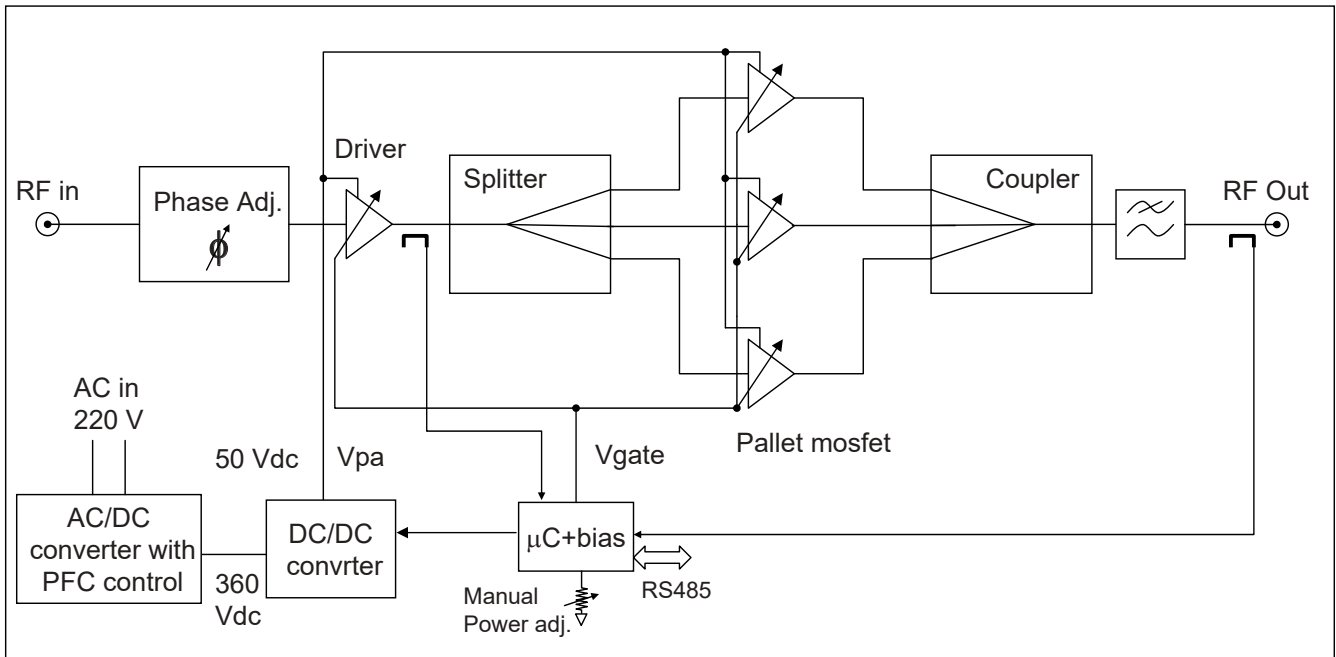 Driver
RF in
Phase Adj.
ϕ
Splitter
Coupler
RF Out
AC in
220 V
50 Vdc
Vpa
Vgate
Pallet mosfet
AC/DC
converter with
PFC control
360
Vdc
DC/DC
convrter
μC+bias
RS485
Manual
Power adj.